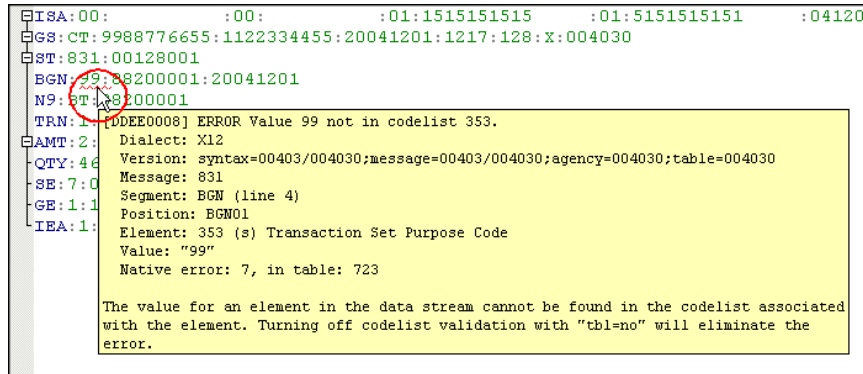 ISA:00: :00: :01:1515151515 :01:5151515151 :04120
GS:CT:9988776655:1122334455:20041201:1217:128:X:004030
ST:831:00128001
BGN:99:88200001:20041201
N9:BT:88200001
TRN:1:
[DDEE0008] ERROR Value 99 not in codelist 353.
AMT:2:
Dialect: X12
QTY:46
Version: syntax=00403/004030;message=00403/004030;agency=004030;table=004030
SE:7:0
Message: 831
GE:1:1
Segment: BGN (line 4)
IEA:1:
Position: BGN01
Element: 353 (s) Transaction Set Purpose Code
Value: "99"
Native error: 7, in table: 723
The value for an element in the data stream cannot be found in the codelist associated
with the element. Turning off codelist validation with "tbl=no" will eliminate the
error.